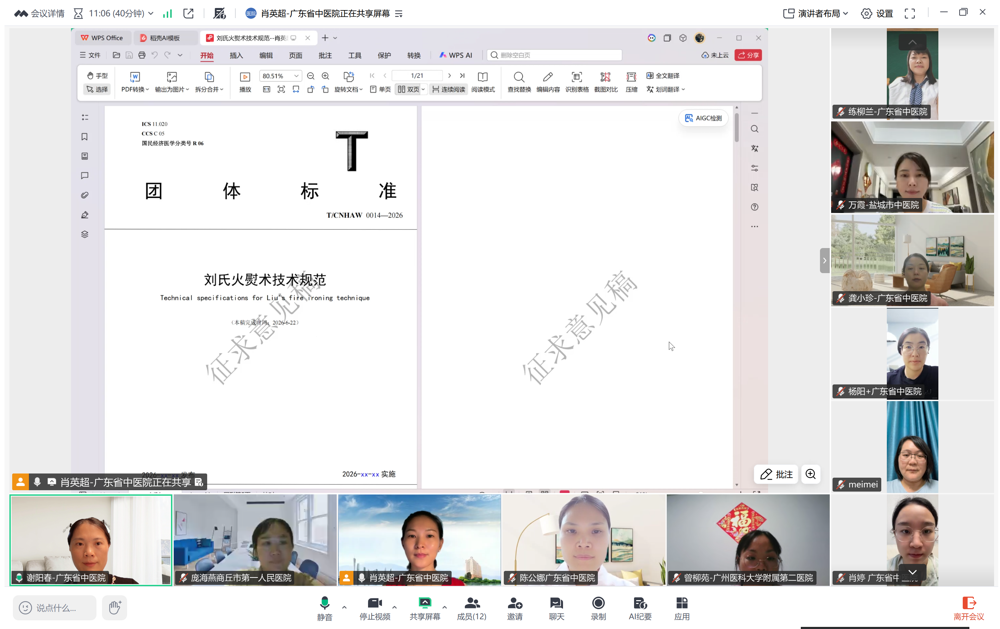 会议详情 11:06 (40分钟) 肖英超-广东省中医院正在共享屏幕 演讲者布局 设置
医院
WPS Office 稻壳AI模板 刘氏火熨术技术规范--肖英
文件 开始 插入 编辑 页面 批注 工具 保护 转换 WPS AI 删除空白页 未上云 分享
手型 80.51% 1/21 全文翻译
选择 PDF转换 输出为图片 拆分合并 播放 旋转文档 单页 双页 连续阅读 阅读模式 查找替换 编辑内容 识别表格 截图对比 压缩 划词翻译
AIGC检测
ICS 11.020
CCS C 05
国民经济医学分类号 R 06
T
团体标准
T/CNHAW 0014—2026
刘氏火熨术技术规范
Technical specifications for Liu's fire ironing technique
（本稿完成时间：2026-6-22）
征求意见稿
征求意见稿
2026-xx-xx 发布 2026-xx-xx 实施
肖英超-广东省中医院正在共享
批注
练柳兰-广东省中医院
万霞-盐城市中医院
龚小珍-广东省中医院
杨阳+广东省中医院
meimei
谢阳春-广东省中医院
庞海燕商丘市第一人民医院
肖英超-广东省中医院
陈公娜广东省中医院
福
曾柳苑-广州医科大学附属第二医院
肖婷 广东省中医院
说点什么...
静音 停止视频 共享屏幕 成员(12) 邀请 聊天 录制 AI纪要 应用 离开会议